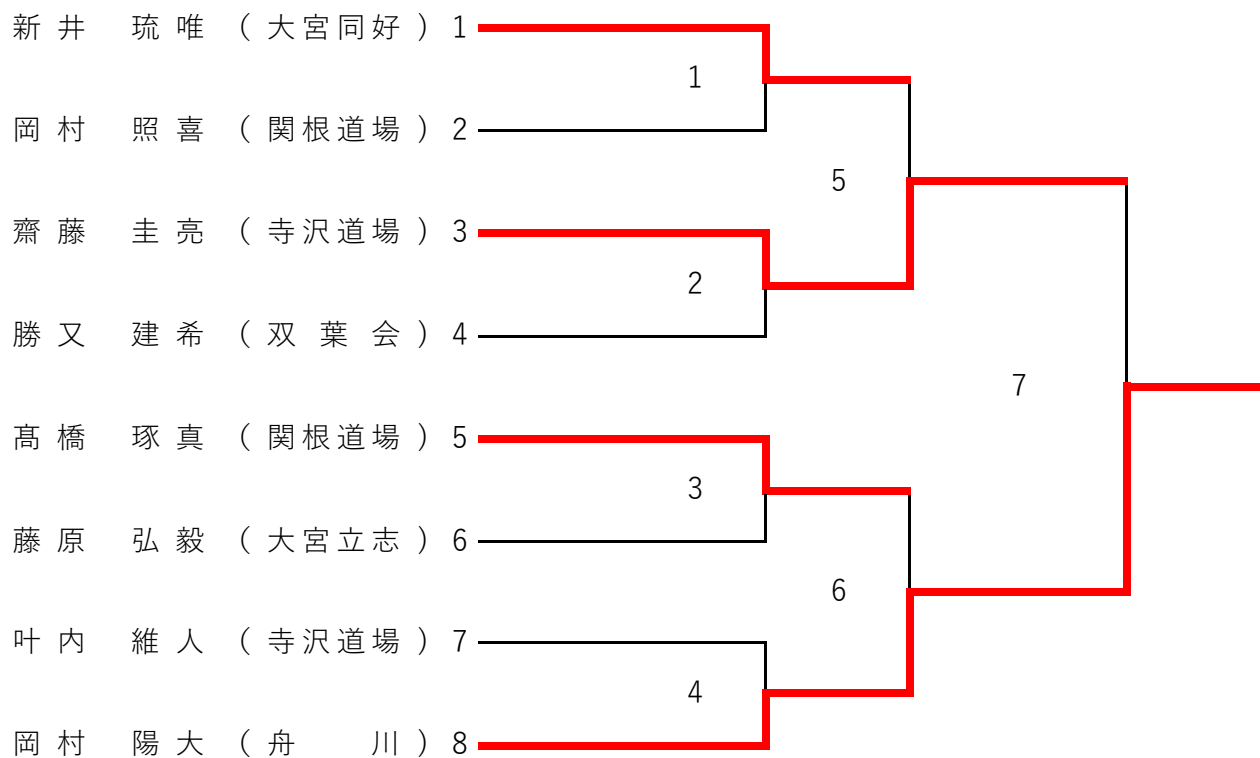 新井 琉唯 (大宮同好) 1
1
岡村 照喜 (関根道場) 2
5
齋藤 圭亮 (寺沢道場) 3
2
勝又 建希 (双葉会) 4
7
髙橋 琢真 (関根道場) 5
3
藤原 弘毅 (大宮立志) 6
6
叶内 維人 (寺沢道場) 7
4
岡村 陽大 (舟川) 8